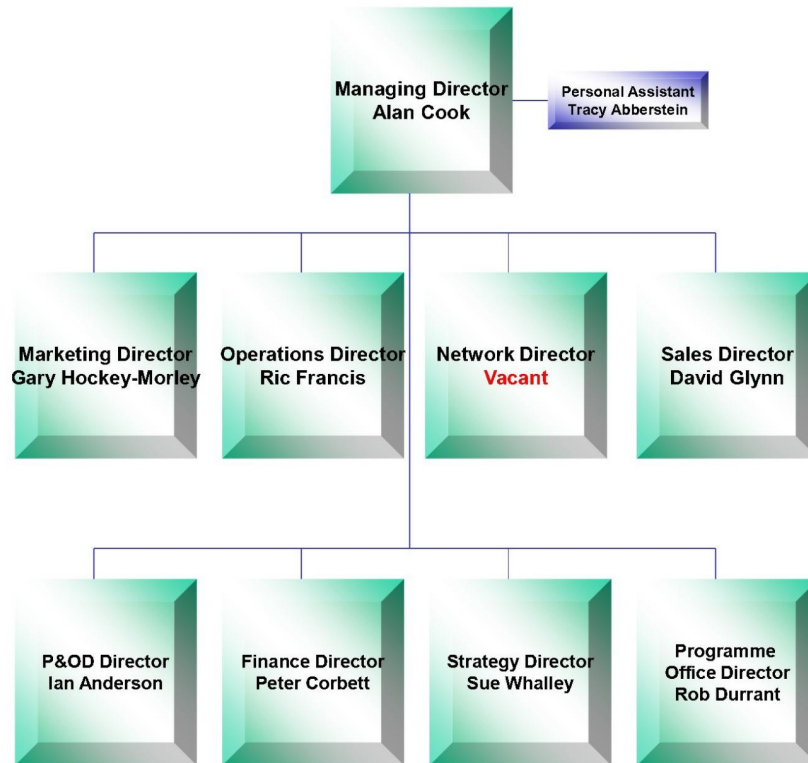 Managing Director
Alan Cook
Personal Assistant
Tracy Abberstein
Marketing Director
Gary Hockey-Morley
Operations Director
Ric Francis
Network Director
Vacant
Sales Director
David Glynn
P&OD Director
Ian Anderson
Finance Director
Peter Corbett
Strategy Director
Sue Whalley
Programme
Office Director
Rob Durrant